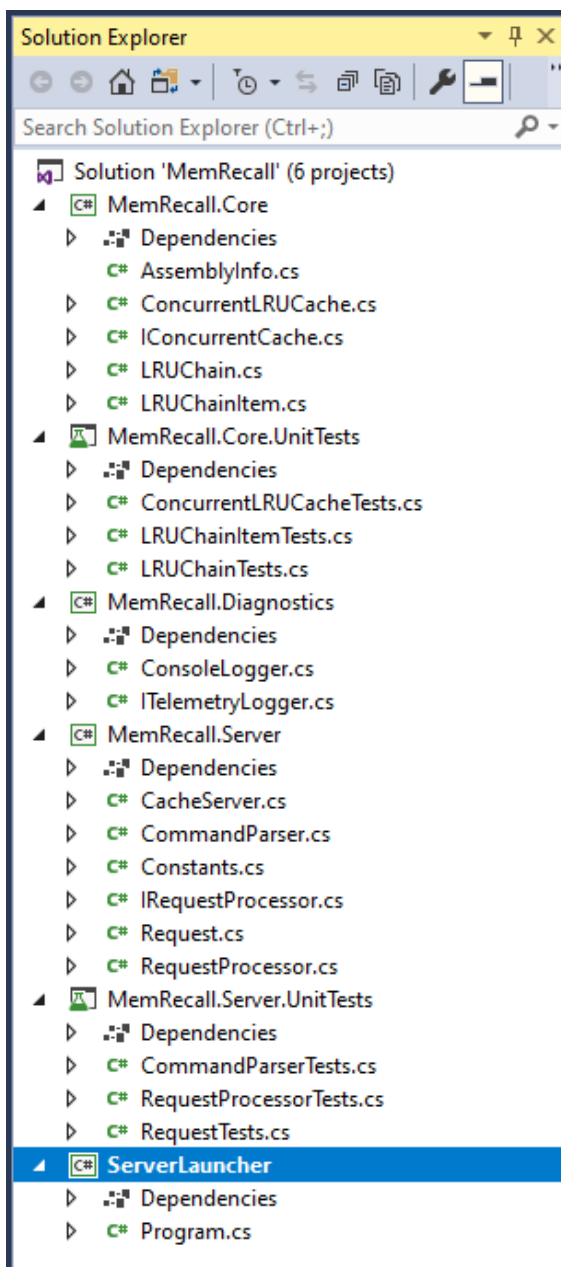 Solution Explorer
Search Solution Explorer (Ctrl+;)
Solution 'MemRecall' (6 projects)
C# MemRecall.Core
Dependencies
C# AssemblyInfo.cs
C# ConcurrentLRUCache.cs
C# IConcurrentCache.cs
C# LRUChain.cs
C# LRUChainItem.cs
MemRecall.Core.UnitTests
Dependencies
C# ConcurrentLRUCacheTests.cs
C# LRUChainItemTests.cs
C# LRUChainTests.cs
C# MemRecall.Diagnostics
Dependencies
C# ConsoleLogger.cs
C# ITelemetryLogger.cs
C# MemRecall.Server
Dependencies
C# CacheServer.cs
C# CommandParser.cs
C# Constants.cs
C# IRequestProcessor.cs
C# Request.cs
C# RequestProcessor.cs
MemRecall.Server.UnitTests
Dependencies
C# CommandParserTests.cs
C# RequestProcessorTests.cs
C# RequestTests.cs
C# ServerLauncher
Dependencies
C# Program.cs